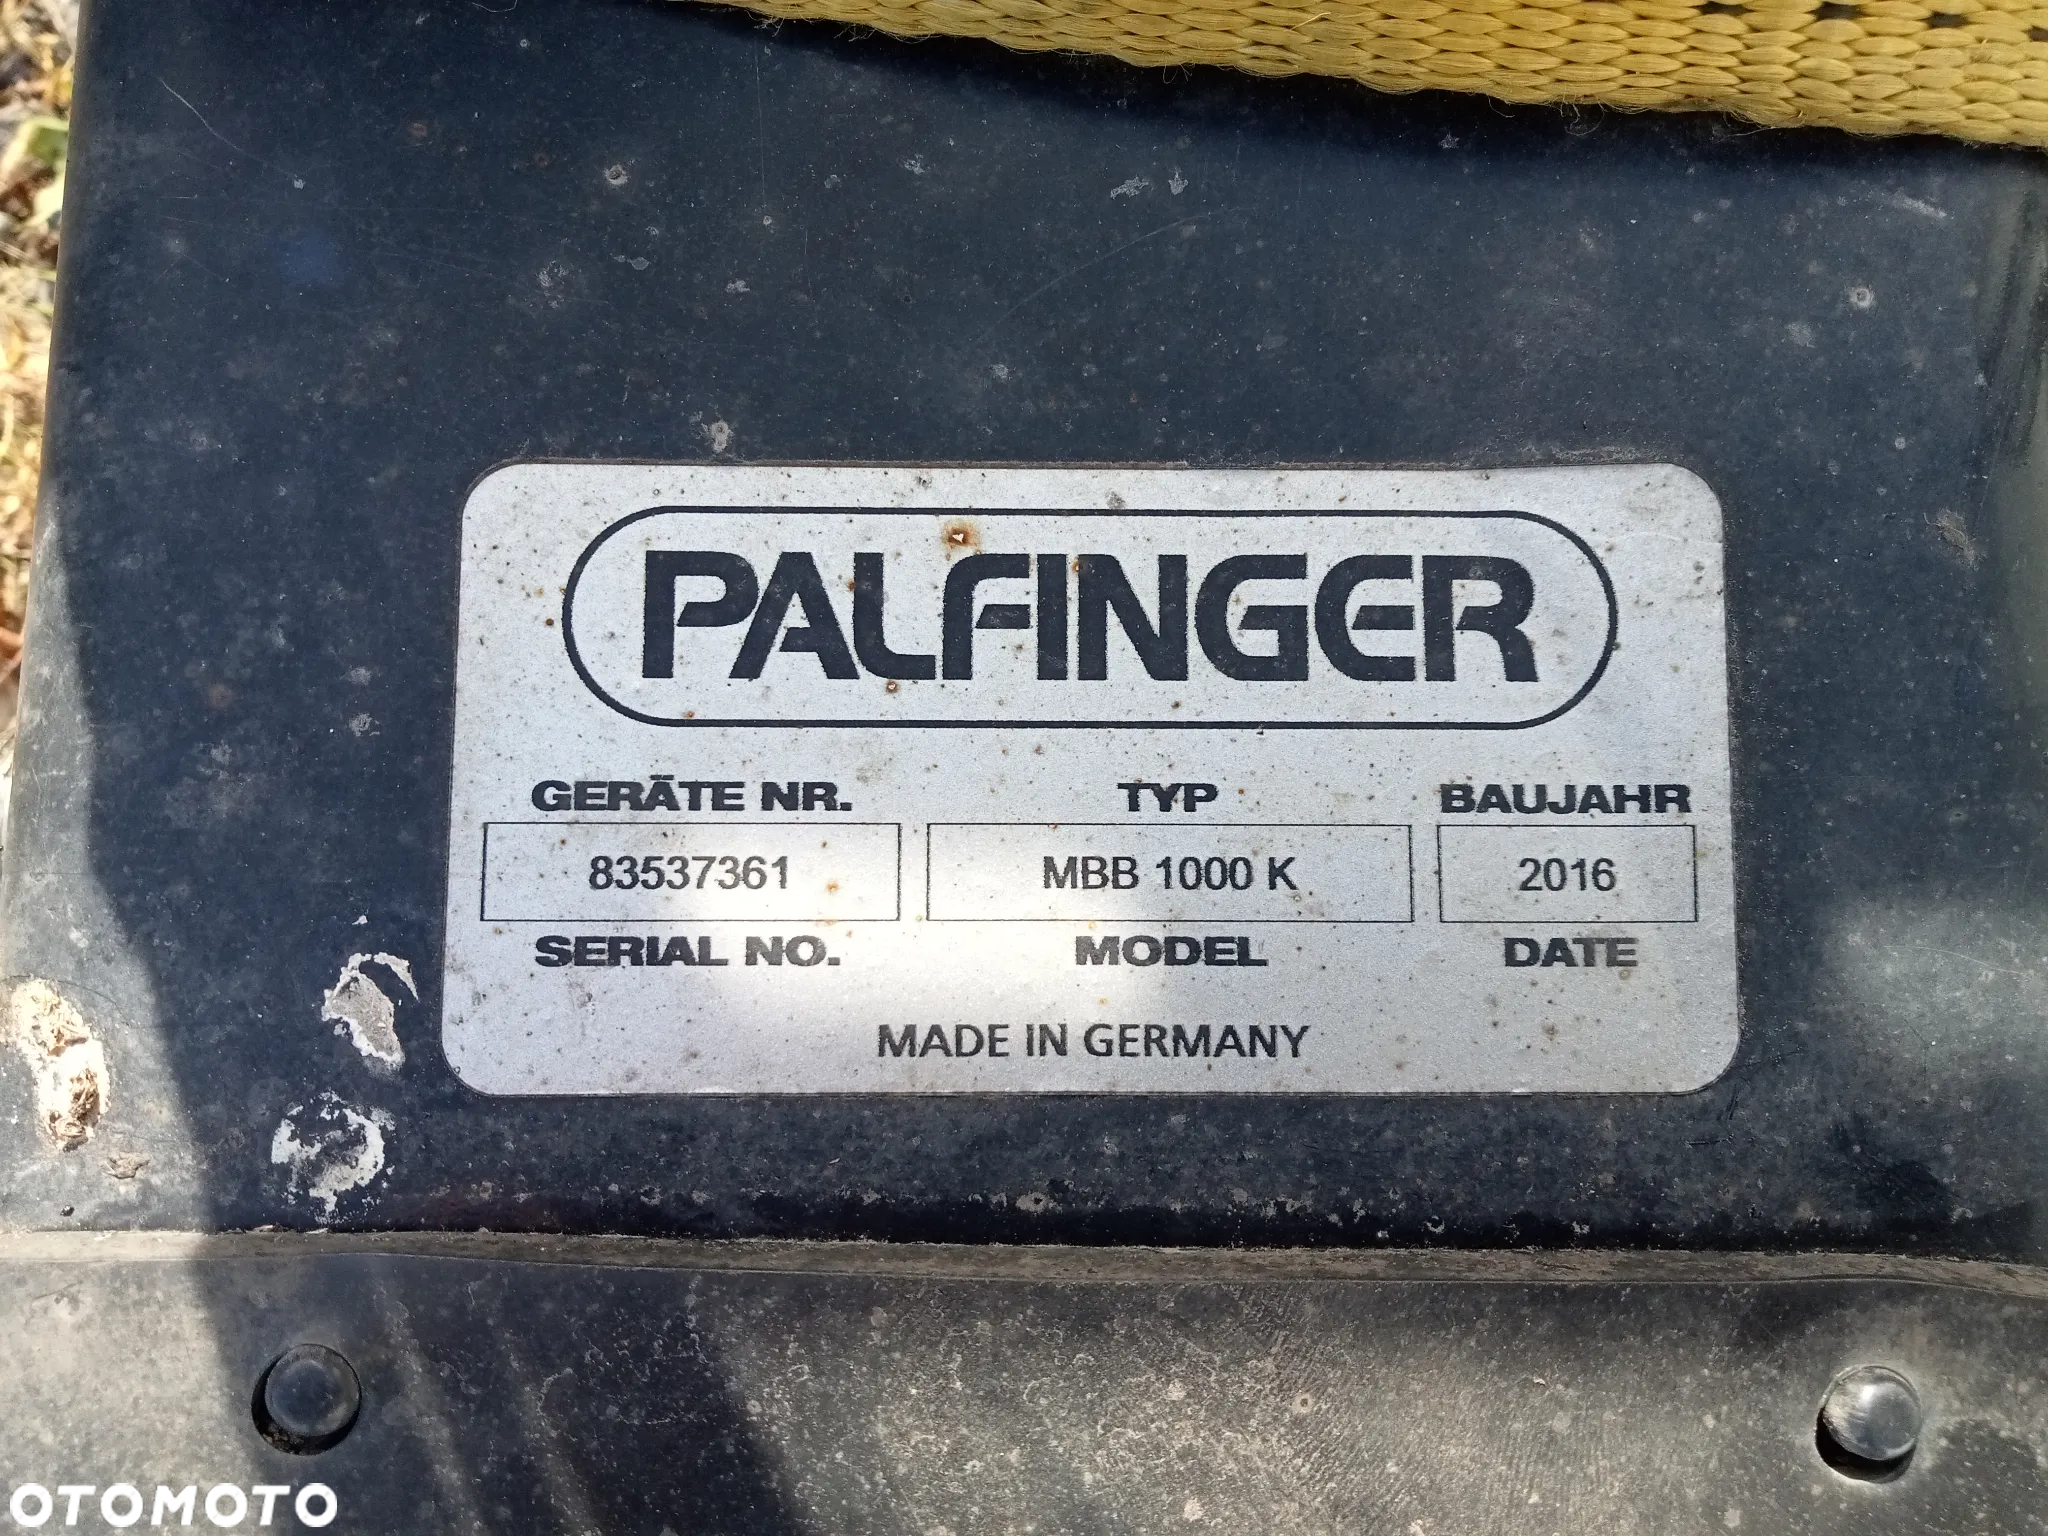 PALFINGER
GERÄTE NR. TYP BAUJAHR
83537361 MBB 1000 K 2016
SERIAL NO. MODEL DATE
MADE IN GERMANY
OTOMOTO